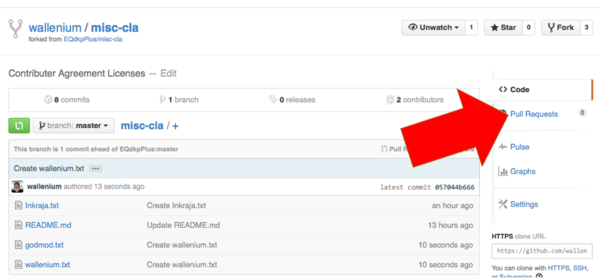 wallenium / misc-cla
forked from EQdkpPlus/misc-cla
Unwatch 1
Star 0
Fork 3
Contributer Agreement Licenses — Edit
8 commits
1 branch
0 releases
2 contributors
branch: master
misc-cla / +
This branch is 1 commit ahead of EQdkpPlus:master
Pull
Create wallenium.txt
wallenium authored 13 seconds ago
latest commit 057044b666
Inkraja.txt Create Inkraja.txt an hour ago
README.md Update README.md 13 hours ago
godmod.txt Create wallenium.txt 10 seconds ago
wallenium.txt Create wallenium.txt 10 seconds ago
Code
Pull Requests 0
Pulse
Graphs
Settings
HTTPS clone URL
https://github.com/wallen
You can clone with HTTPS, SSH,
or Subversion.